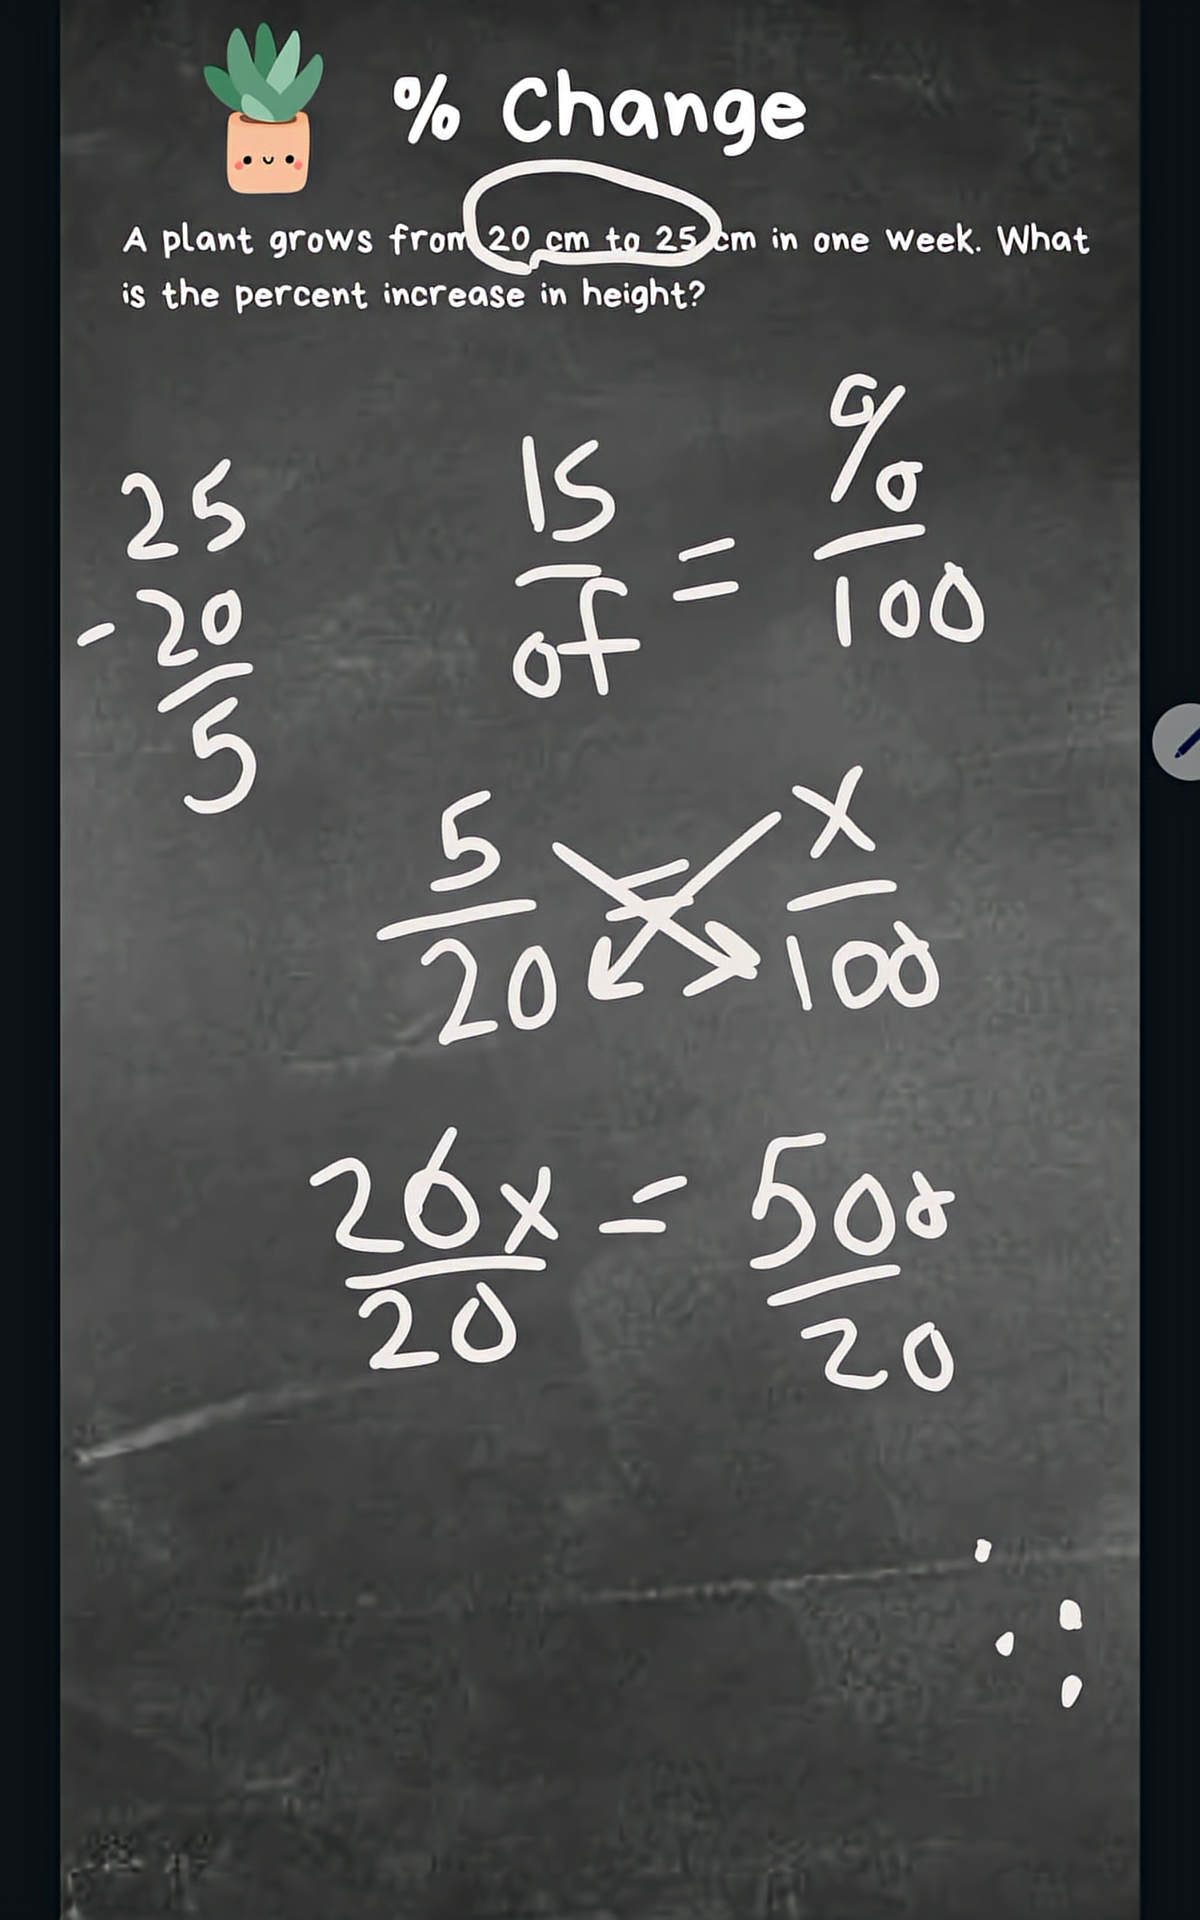 % Change
A plant grows from 20 cm to 25 cm in one week. What
is the percent increase in height?
25
- 20
5
is
of
=
%
100
5
20
=
x
100
20x = 500
20
20